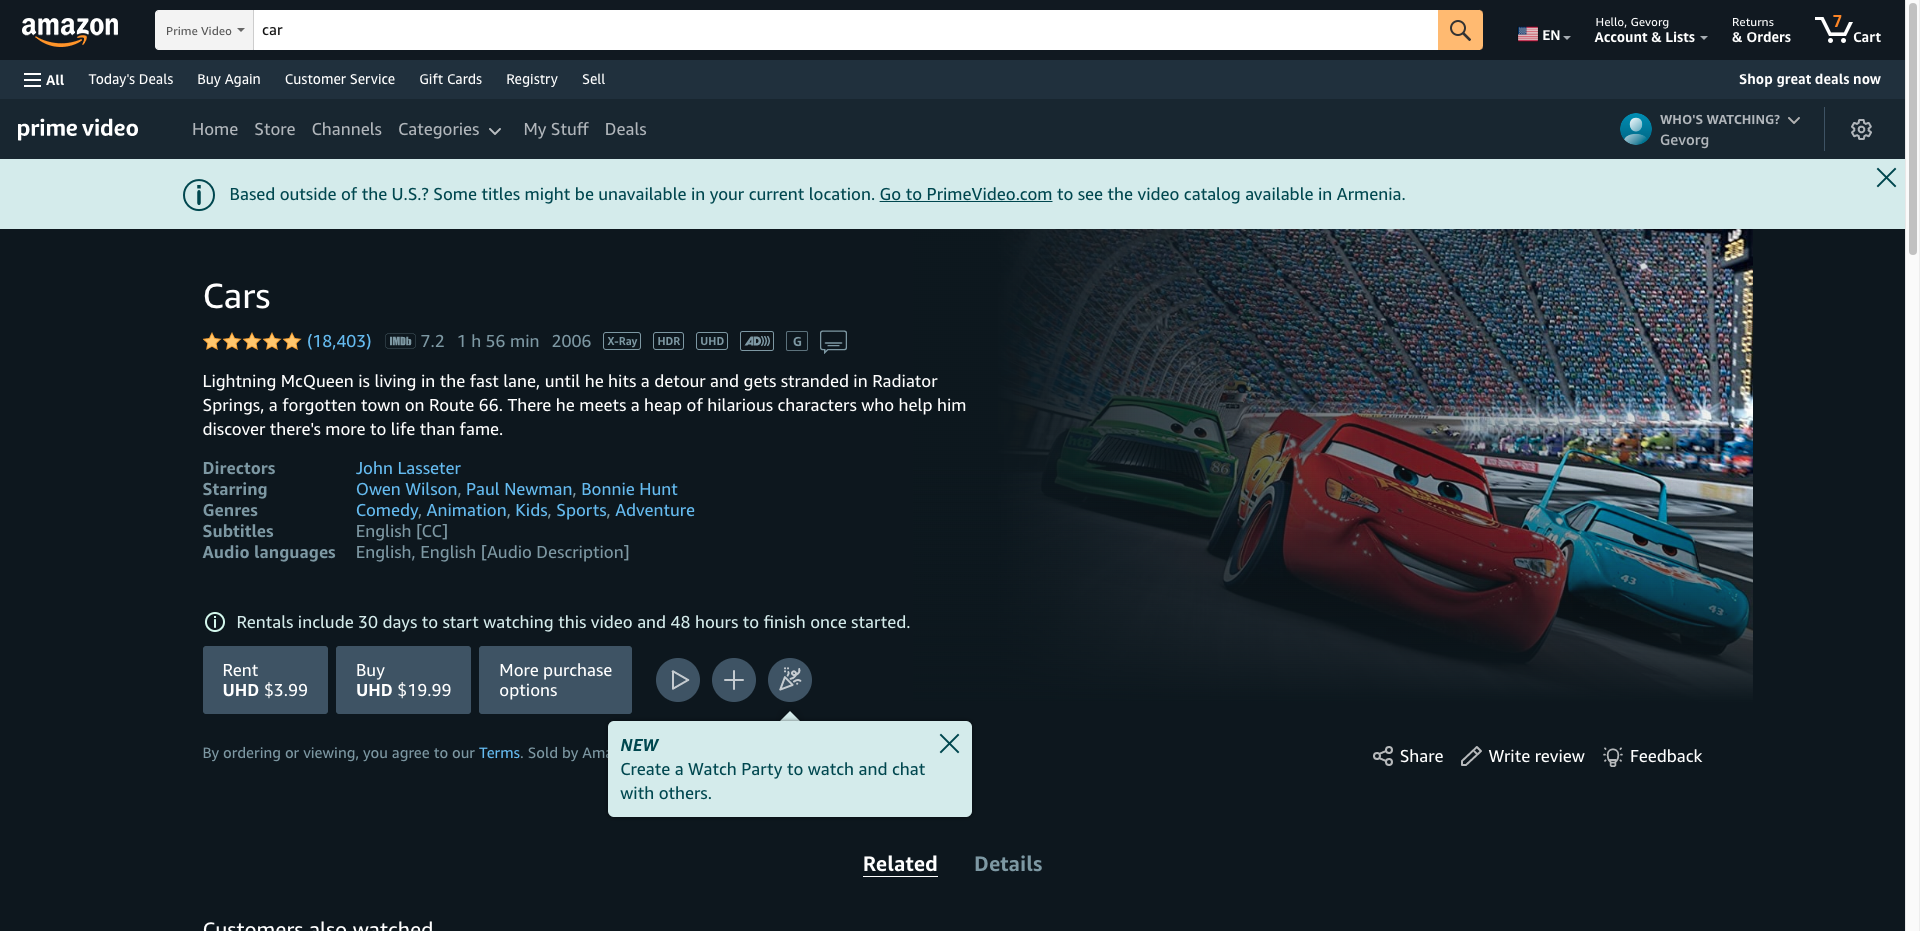 amazon
Prime Video
car
EN
Hello, Gevorg
Account & Lists
Returns
& Orders
7
Cart
All
Today's Deals
Buy Again
Customer Service
Gift Cards
Registry
Sell
Shop great deals now
prime video
Home
Store
Channels
Categories
My Stuff
Deals
WHO'S WATCHING?
Gevorg
Based outside of the U.S.? Some titles might be unavailable in your current location. Go to PrimeVideo.com to see the video catalog available in Armenia.
Cars
(18,403) IMDb 7.2 1 h 56 min 2006 X-Ray HDR UHD AD))) G
Lightning McQueen is living in the fast lane, until he hits a detour and gets stranded in Radiator
Springs, a forgotten town on Route 66. There he meets a heap of hilarious characters who help him
discover there's more to life than fame.
Directors John Lasseter
Starring Owen Wilson, Paul Newman, Bonnie Hunt
Genres Comedy, Animation, Kids, Sports, Adventure
Subtitles English [CC]
Audio languages English, English [Audio Description]
86
43
43
Rentals include 30 days to start watching this video and 48 hours to finish once started.
Rent
UHD $3.99
Buy
UHD $19.99
More purchase
options
By ordering or viewing, you agree to our Terms. Sold by
NEW
Create a Watch Party to watch and chat
with others.
Share
Write review
Feedback
Related
Details
Customers also watched